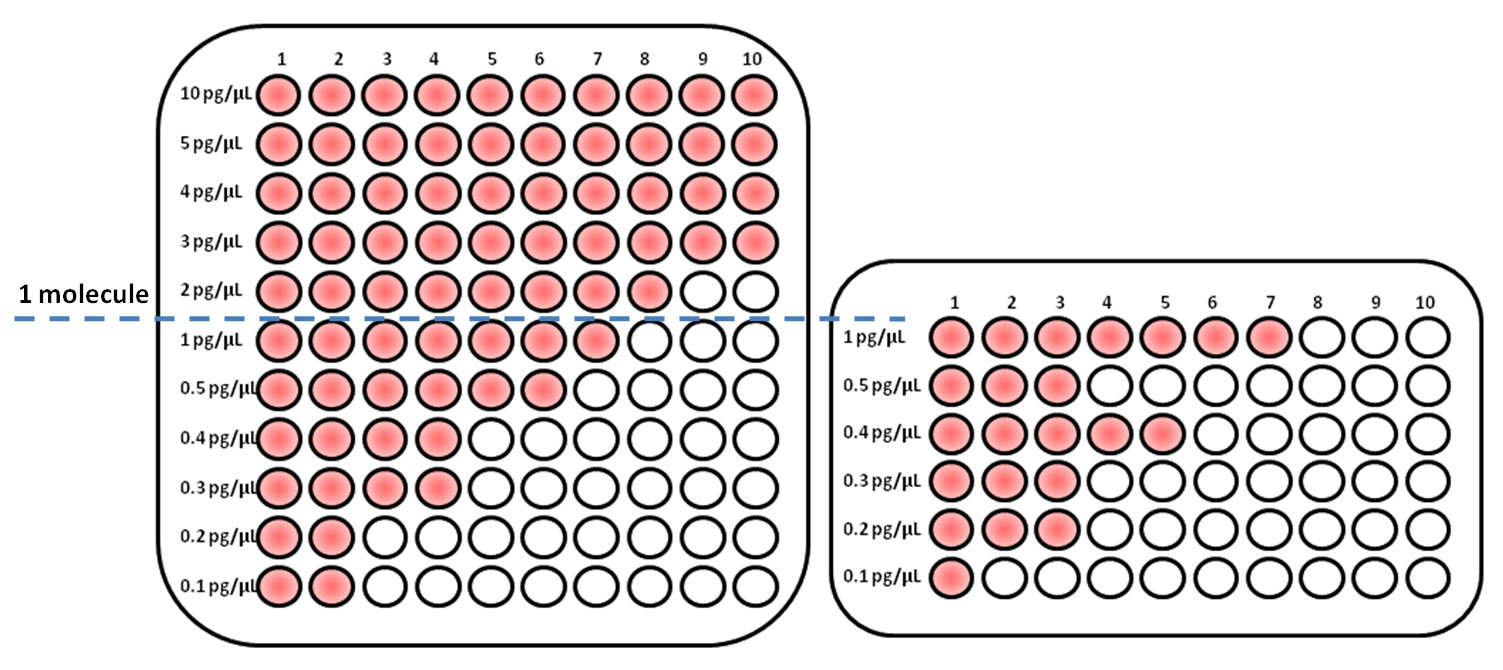 1 2 3 4 5 6 7 8 9 10
10 pg/µL
5 pg/µL
4 pg/µL
3 pg/µL
2 pg/µL
1 molecule
1 pg/µL
0.5 pg/µL
0.4 pg/µL
0.3 pg/µL
0.2 pg/µL
0.1 pg/µL
1 2 3 4 5 6 7 8 9 10
1 pg/µL
0.5 pg/µL
0.4 pg/µL
0.3 pg/µL
0.2 pg/µL
0.1 pg/µL